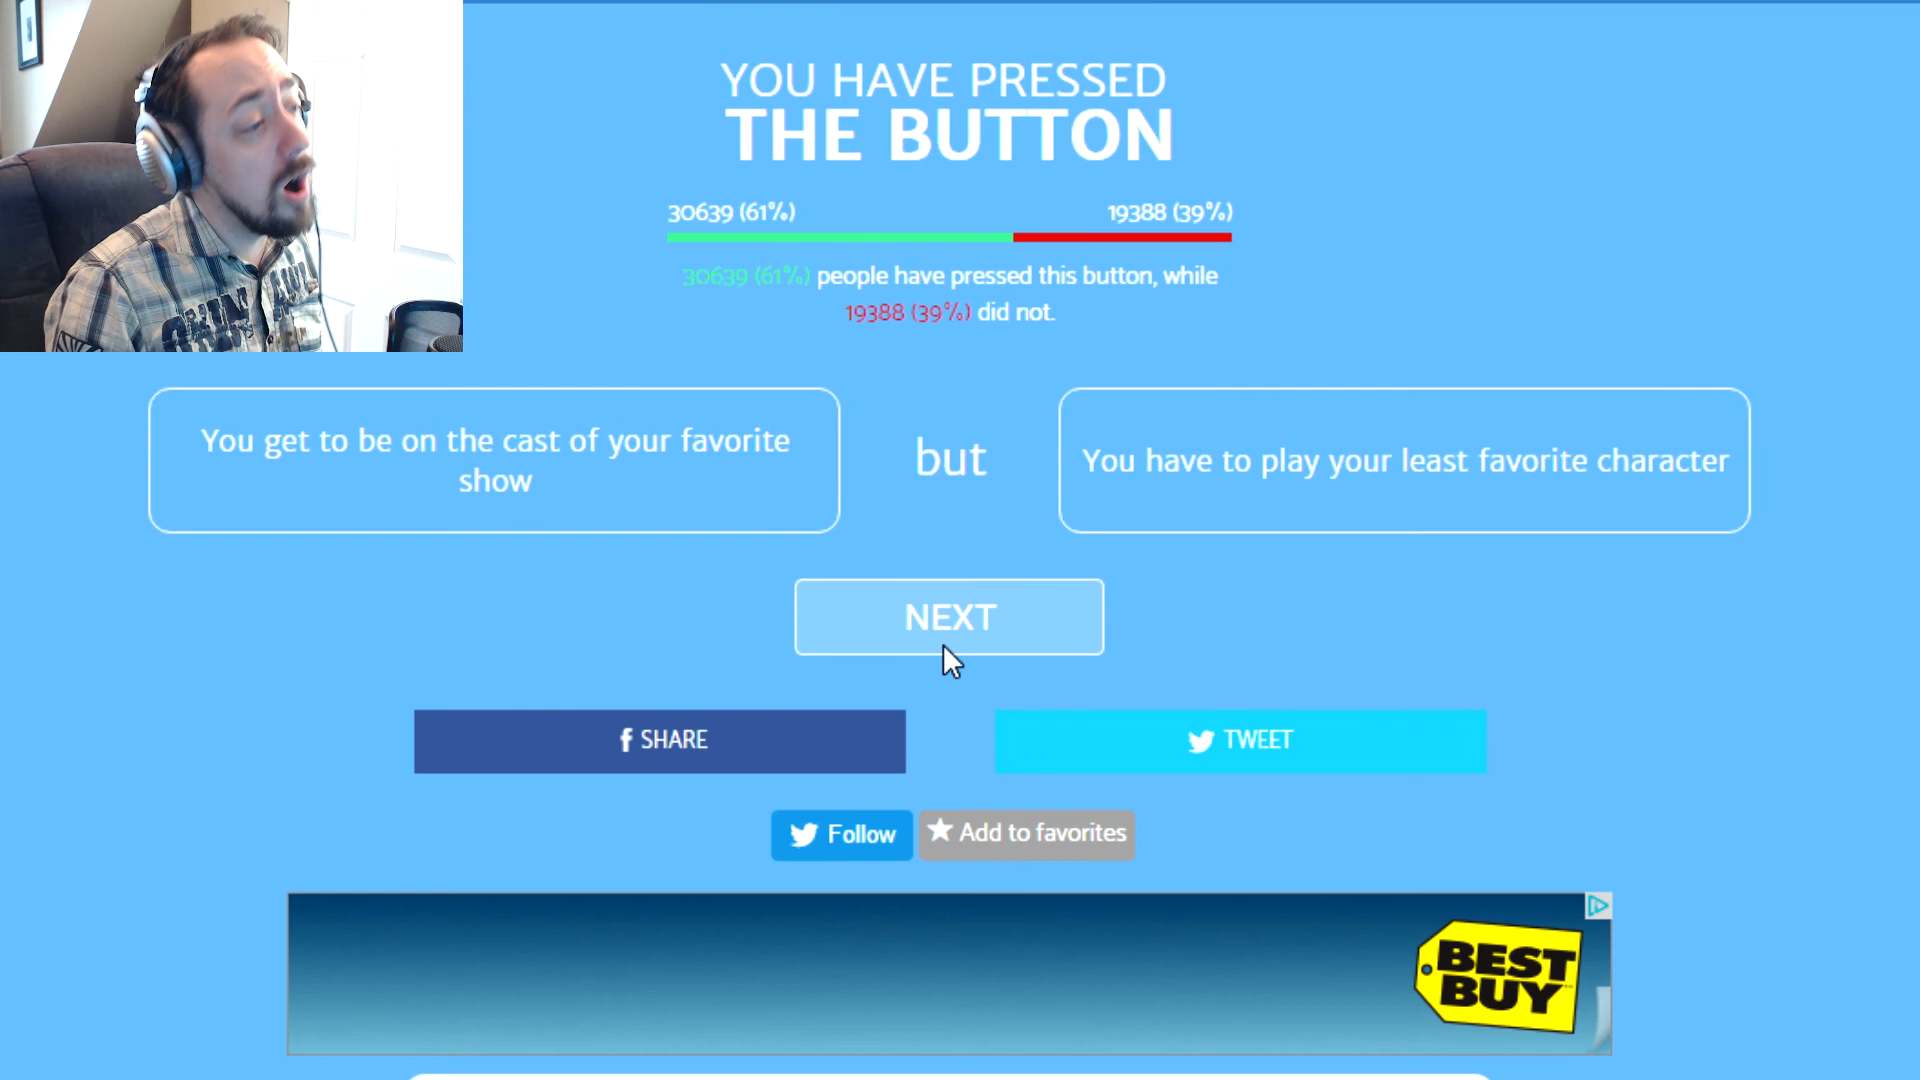 YOU HAVE PRESSED
THE BUTTON
30639 (61%)
19388 (39%)
30639 (61%) people have pressed this button, while
19388 (39%) did not.
You get to be on the cast of your favorite
show
but
You have to play your least favorite character
NEXT
f SHARE
TWEET
Follow
Add to favorites
BEST
BUY